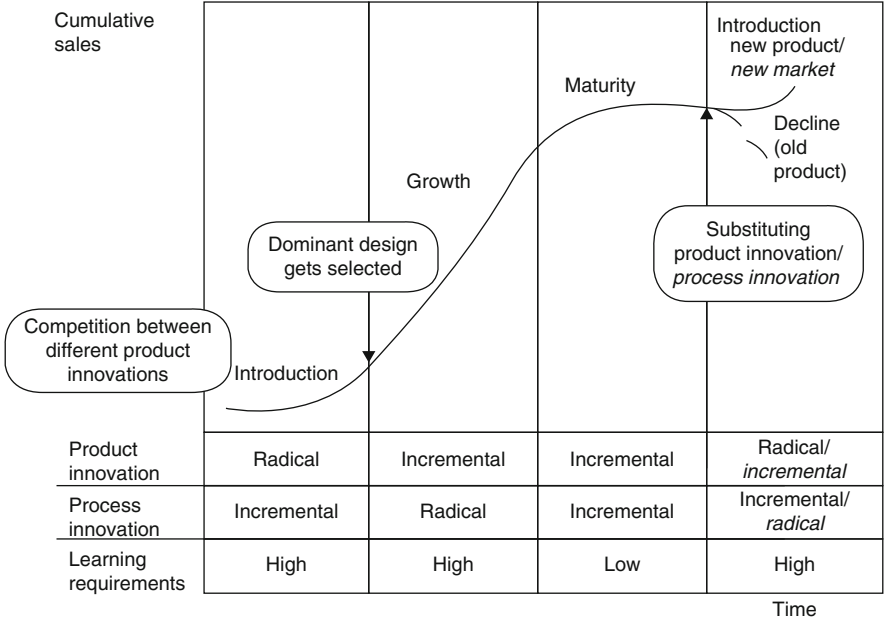 Cumulative
sales
Introduction
new product/
new market
Maturity
Decline
(old
product)
Growth
Dominant design
gets selected
Substituting
product innovation/
process innovation
Competition between
different product
innovations
Introduction
Product
innovation
Radical
Incremental
Incremental
Radical/
incremental
Process
innovation
Incremental
Radical
Incremental
Incremental/
radical
Learning
requirements
High
High
Low
High
Time